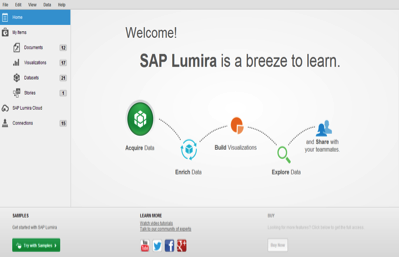 File Edit View Data Help
Home
My Items
Documents 12
Visualizations 17
Datasets 21
Stories 1
SAP Lumira Cloud
Connections 15
Welcome!
SAP Lumira is a breeze to learn.
Acquire Data
Enrich Data
Build Visualizations
Explore Data
and Share with
your teammates.
SAMPLES
Get started with SAP Lumira
Try with Samples
LEARN MORE
Watch video tutorials
Talk to our community of experts
You Tube
BUY
Buy Now